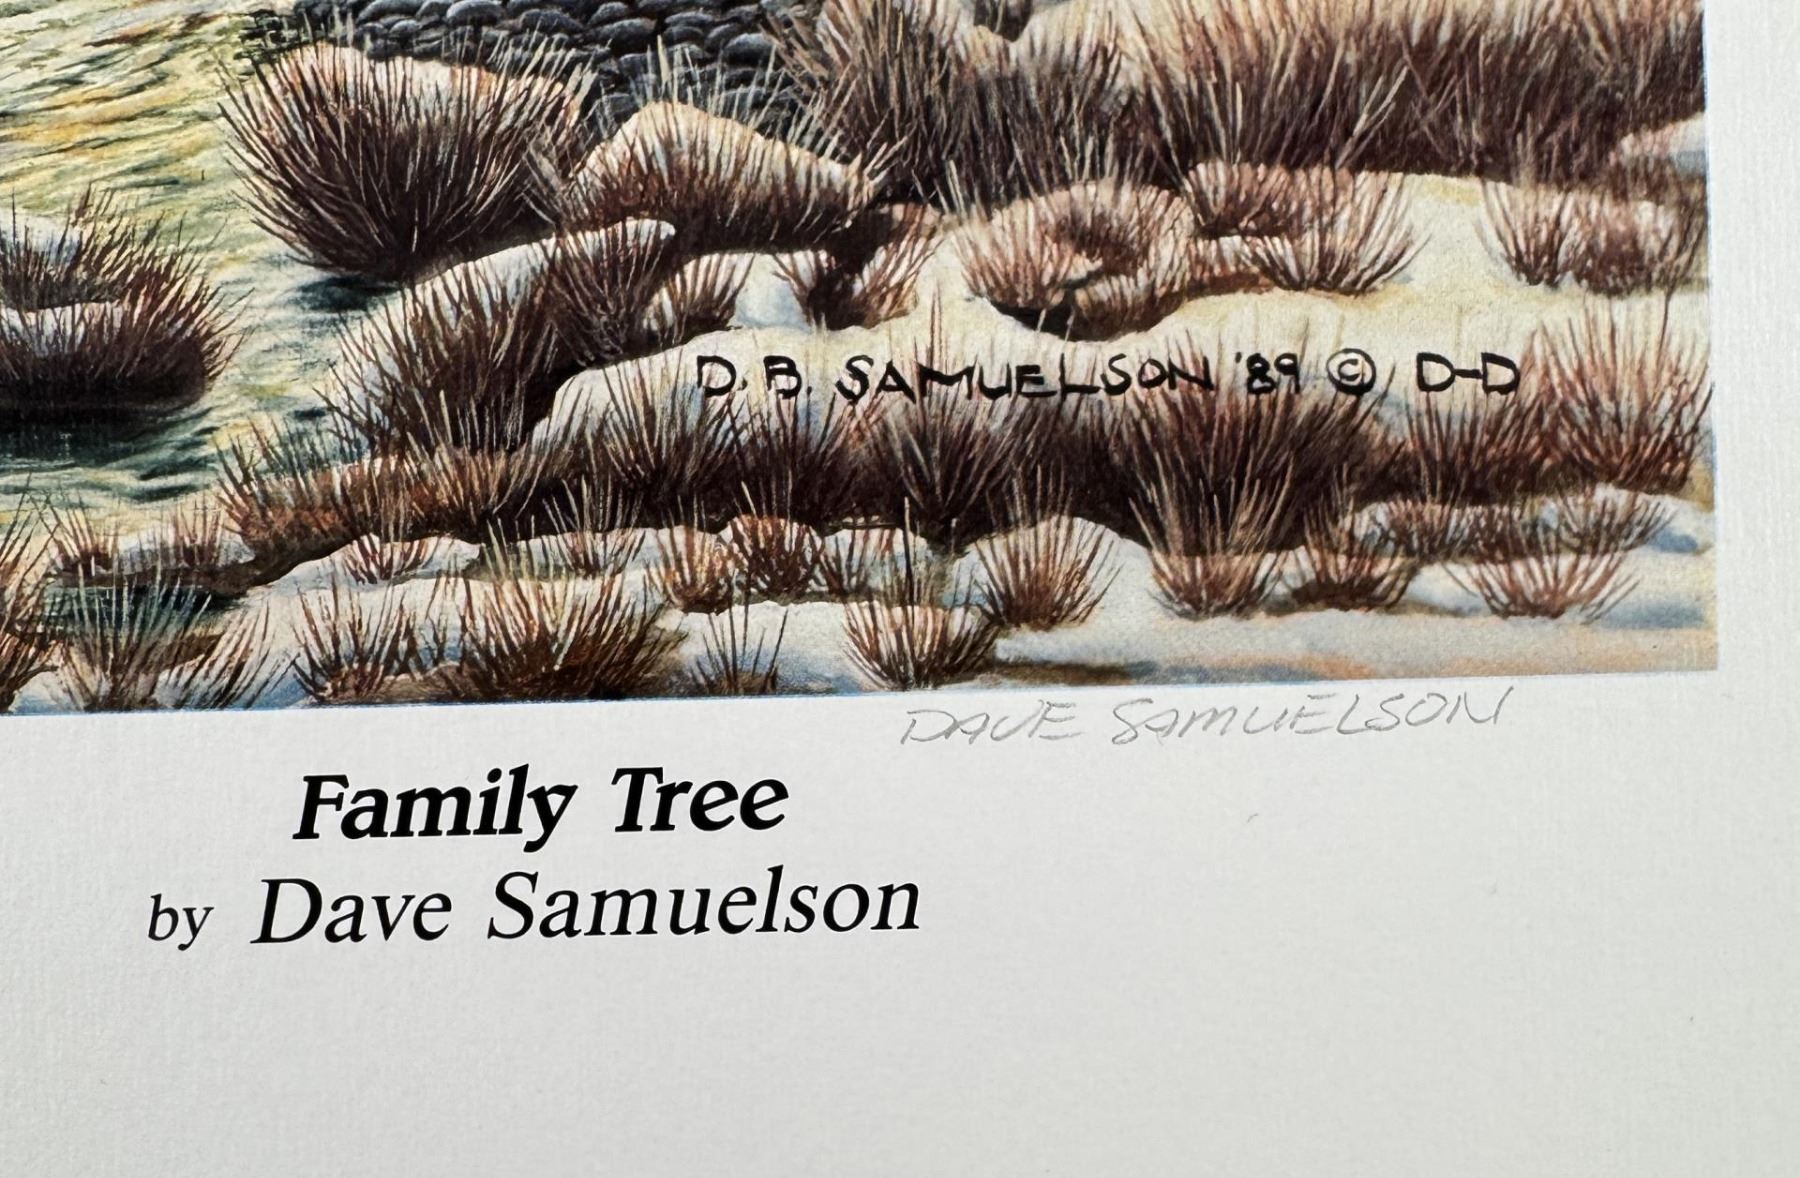 D. B. SAMUELSON '89 © D-D
DAVE SAMUELSON
Family Tree
by Dave Samuelson